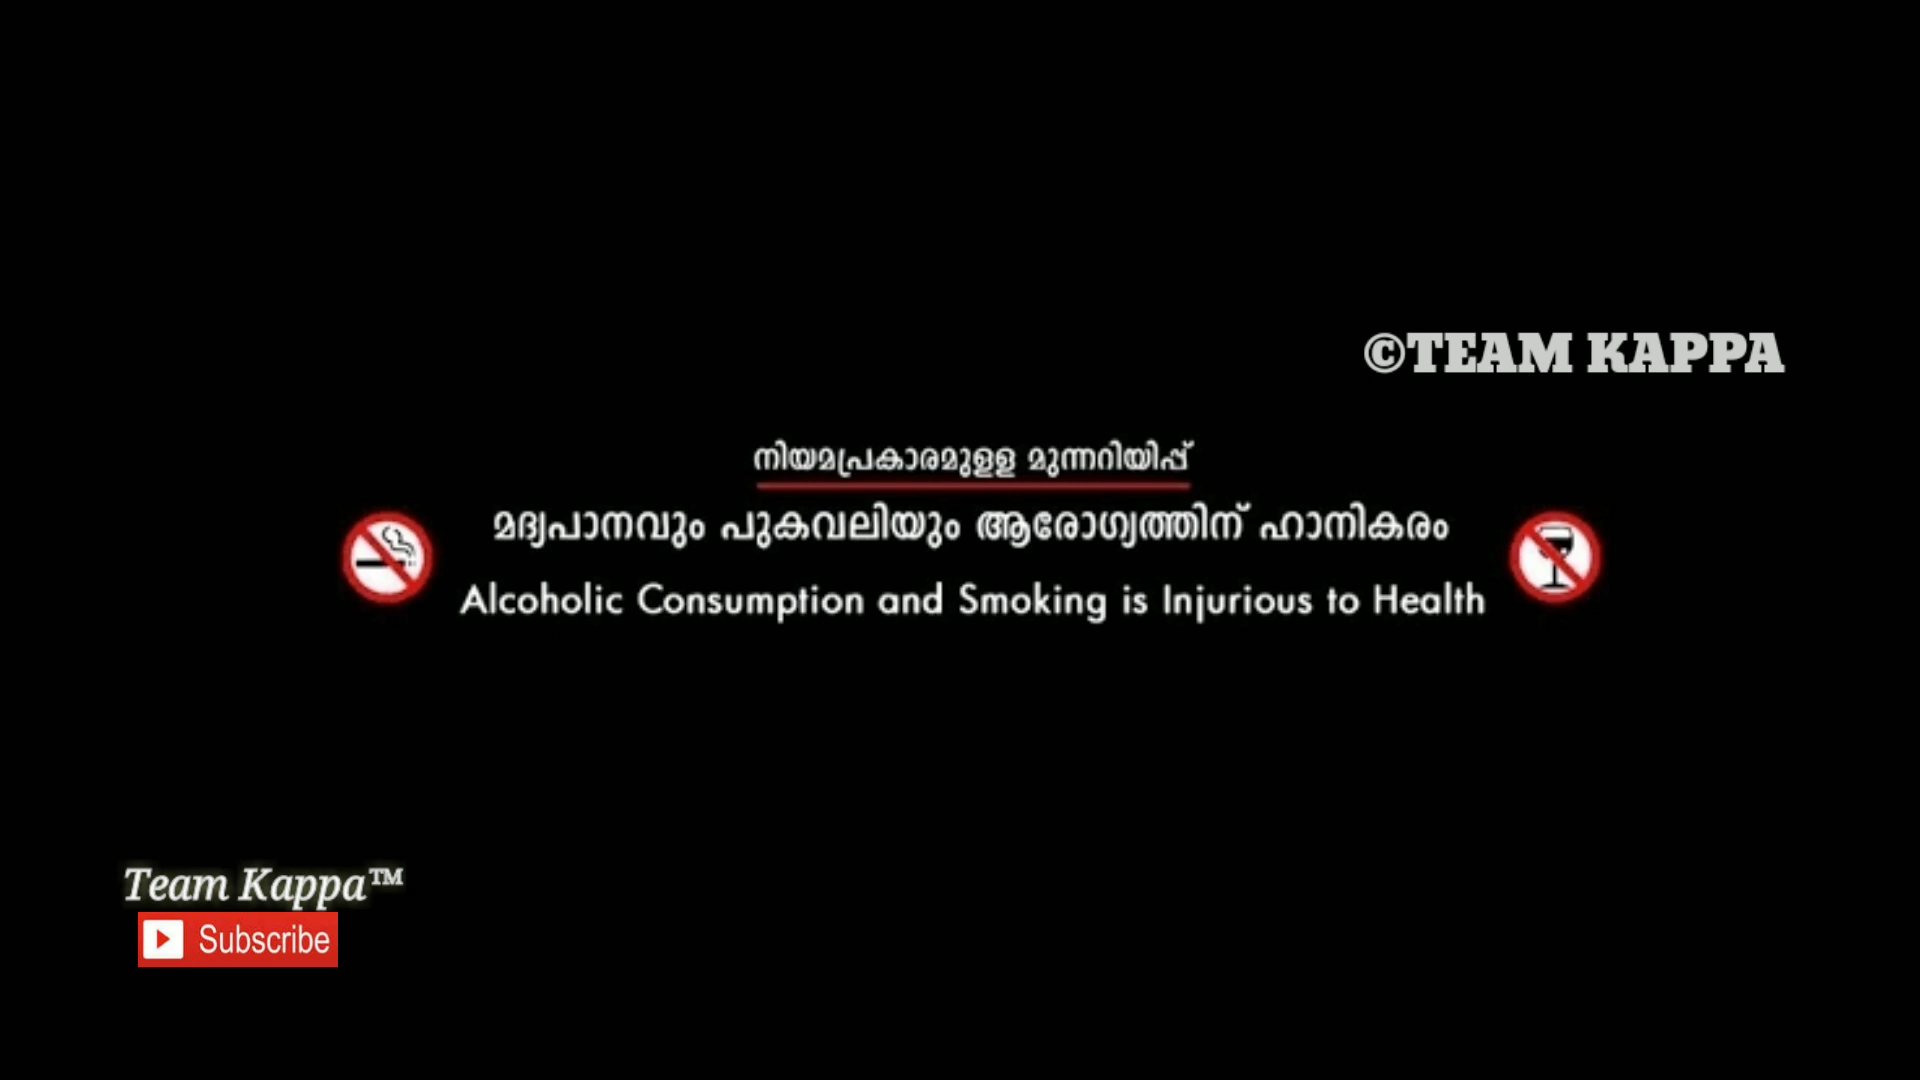 ©TEAM KAPPA
നിയമപ്രകാരമുളള മുന്നറിയിപ്പ്
മദ്യപാനവും പുകവലിയും ആരോഗ്യത്തിന് ഹാനികരം
Alcoholic Consumption and Smoking is Injurious to Health
Team Kappa™
Subscribe